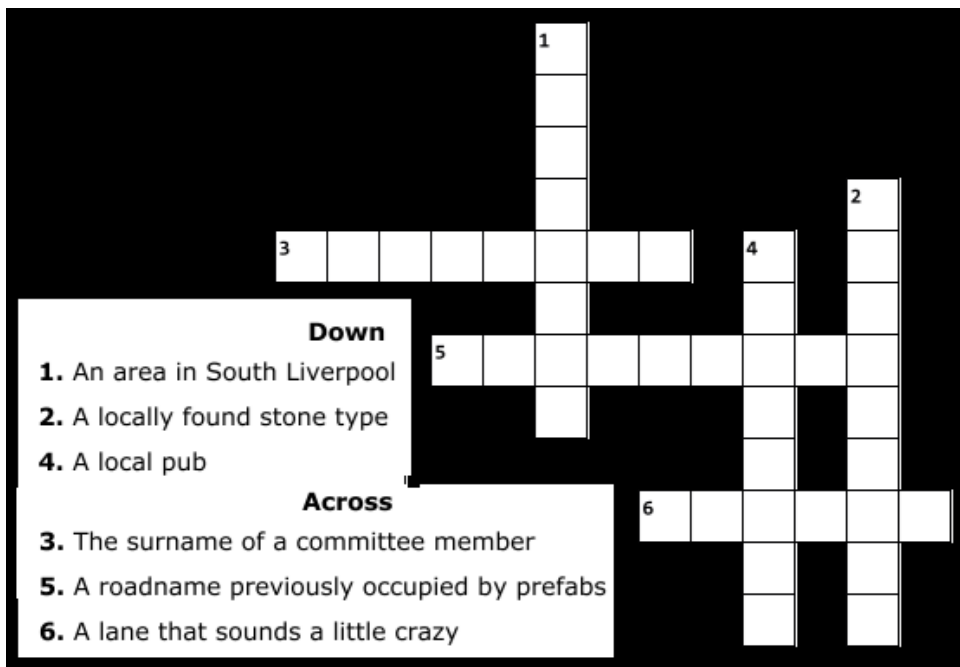 1
2
3
4
5
6
Down
1. An area in South Liverpool
2. A locally found stone type
4. A local pub
Across
3. The surname of a committee member
5. A roadname previously occupied by prefabs
6. A lane that sounds a little crazy